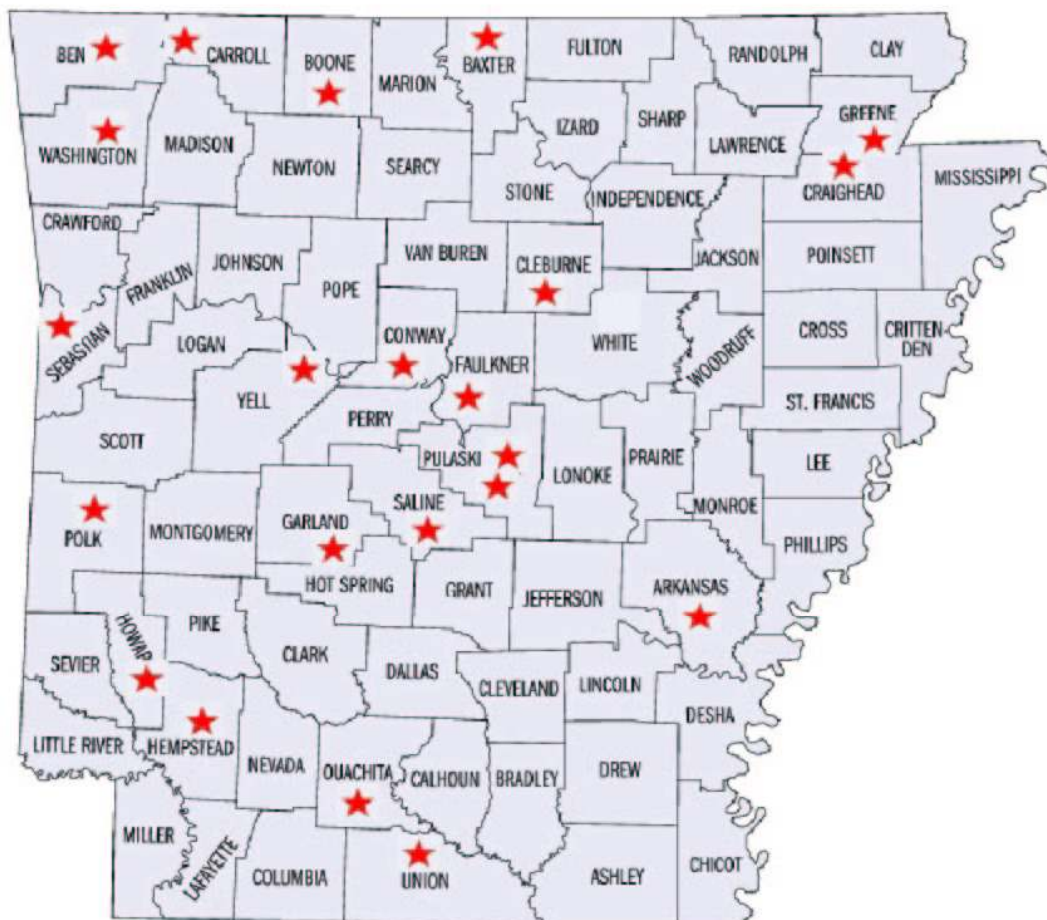 BEN
CARROLL
BOONE
MARION
BAXTER
FULTON
RANDOLPH
CLAY
IZARD
SHARP
GREENE
LAWRENCE
WASHINGTON
MADISON
NEWTON
SEARCY
STONE
INDEPENDENCE
CRAIGHEAD
MISSISSIPPI
CRAWFORD
FRANKLIN
JOHNSON
POPE
VAN BUREN
CLEBURNE
JACKSON
POINSETT
SEBASTIAN
LOGAN
CONWAY
FAULKNER
WHITE
WOODRUFF
CROSS
CRITTEN
DEN
YELL
PERRY
ST. FRANCIS
SCOTT
PULASKI
LONOKE
PRAIRIE
LEE
POLK
MONTGOMERY
GARLAND
SALINE
MONROE
PHILLIPS
HOT SPRING
GRANT
JEFFERSON
ARKANSAS
HOWAR
PIKE
CLARK
DALLAS
CLEVELAND
LINCOLN
SEVIER
DESHA
LITTLE RIVER
HEMPSTEAD
NEVADA
OUACHITA
CALHOUN
BRADLEY
DREW
MILLER
LAFAYETTE
COLUMBIA
UNION
ASHLEY
CHICOT